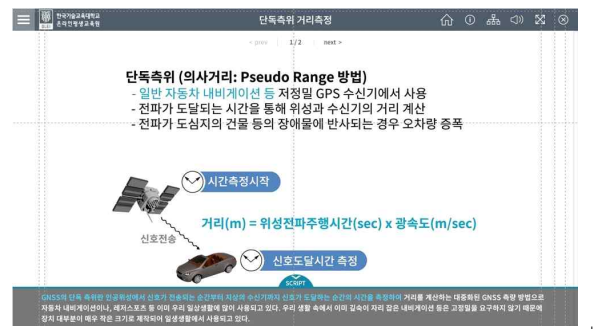 한국기술교육대학교
온라인평생교육원
단독측위 거리측정
< prev 1/2 next >
단독측위 (의사거리: Pseudo Range 방법)
- 일반 자동차 내비게이션 등 저정밀 GPS 수신기에서 사용
- 전파가 도달되는 시간을 통해 위성과 수신기의 거리 계산
- 전파가 도심지의 건물 등의 장애물에 반사되는 경우 오차량 증폭
시간측정시작
거리(m) = 위성전파주행시간(sec) x 광속도(m/sec)
신호전송
신호도달시간 측정
SCRIPT
GNSS의 단독 측위란 인공위성에서 신호가 전송되는 순간부터 지상의 수신기까지 신호가 도달하는 순간의 시간을 측정하여 거리를 계산하는 대중화된 GNSS 측량 방법으로
자동차 내비게이션이나, 레저스포츠 등 이미 우리 일상생활에 많이 사용되고 있다. 우리 생활 속에서 이미 깊숙이 자리 잡은 내비게이션 등은 고정밀을 요구하지 않기 때문에
장치 대부분이 매우 작은 크기로 제작되어 일생생활에서 사용되고 있다.